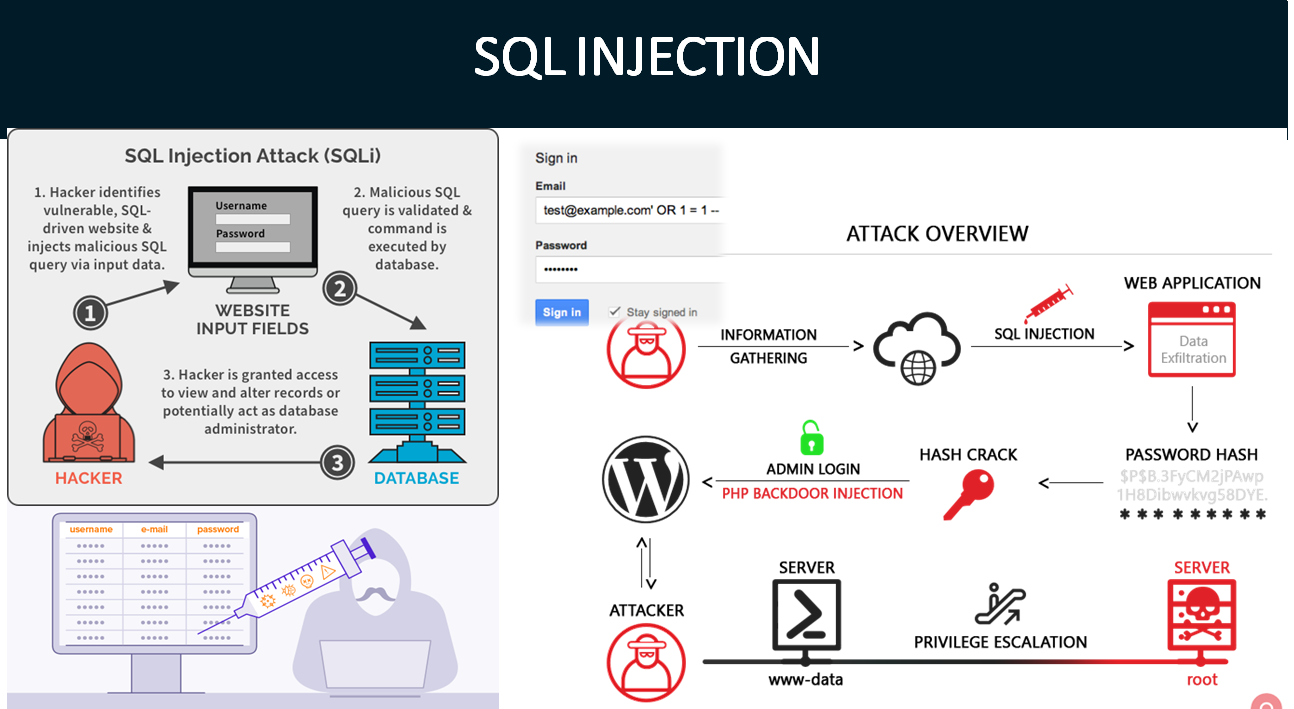 SQL INJECTION
SQL Injection Attack (SQLi)
1. Hacker identifies
vulnerable, SQL-
driven website &
injects malicious SQL
query via input data.
Username
Password
2. Malicious SQL
query is validated &
command is
executed by
database.
1
2
WEBSITE
INPUT FIELDS
3. Hacker is granted access
to view and alter records or
potentially act as database
administrator.
3
HACKER
DATABASE
username e-mail password
***** ***** *****
***** ***** *****
***** ***** *****
***** ***** *****
***** ***** *****
***** ***** *****
***** ***** *****
Sign in
Email
test@example.com' OR 1 = 1 --
Password
••••••••
Sign in
Stay signed in
ATTACK OVERVIEW
INFORMATION
GATHERING
SQL INJECTION
WEB APPLICATION
Data
Exfiltration
PASSWORD HASH
$P$B.3FyCM2jPAwp
1H8Dibwvkvg58DYE.
* * * * * * * * *
HASH CRACK
ADMIN LOGIN
PHP BACKDOOR INJECTION
W
ATTACKER
SERVER
www-data
PRIVILEGE ESCALATION
SERVER
root